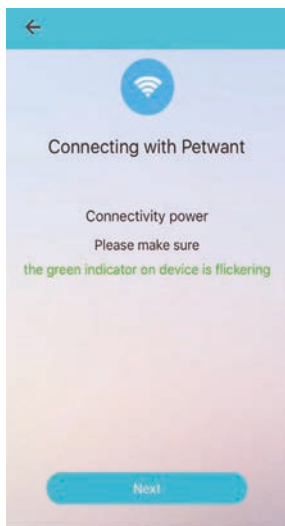 Connecting with Petwant
Connectivity power
Please make sure
the green indicator on device is flickering
Next